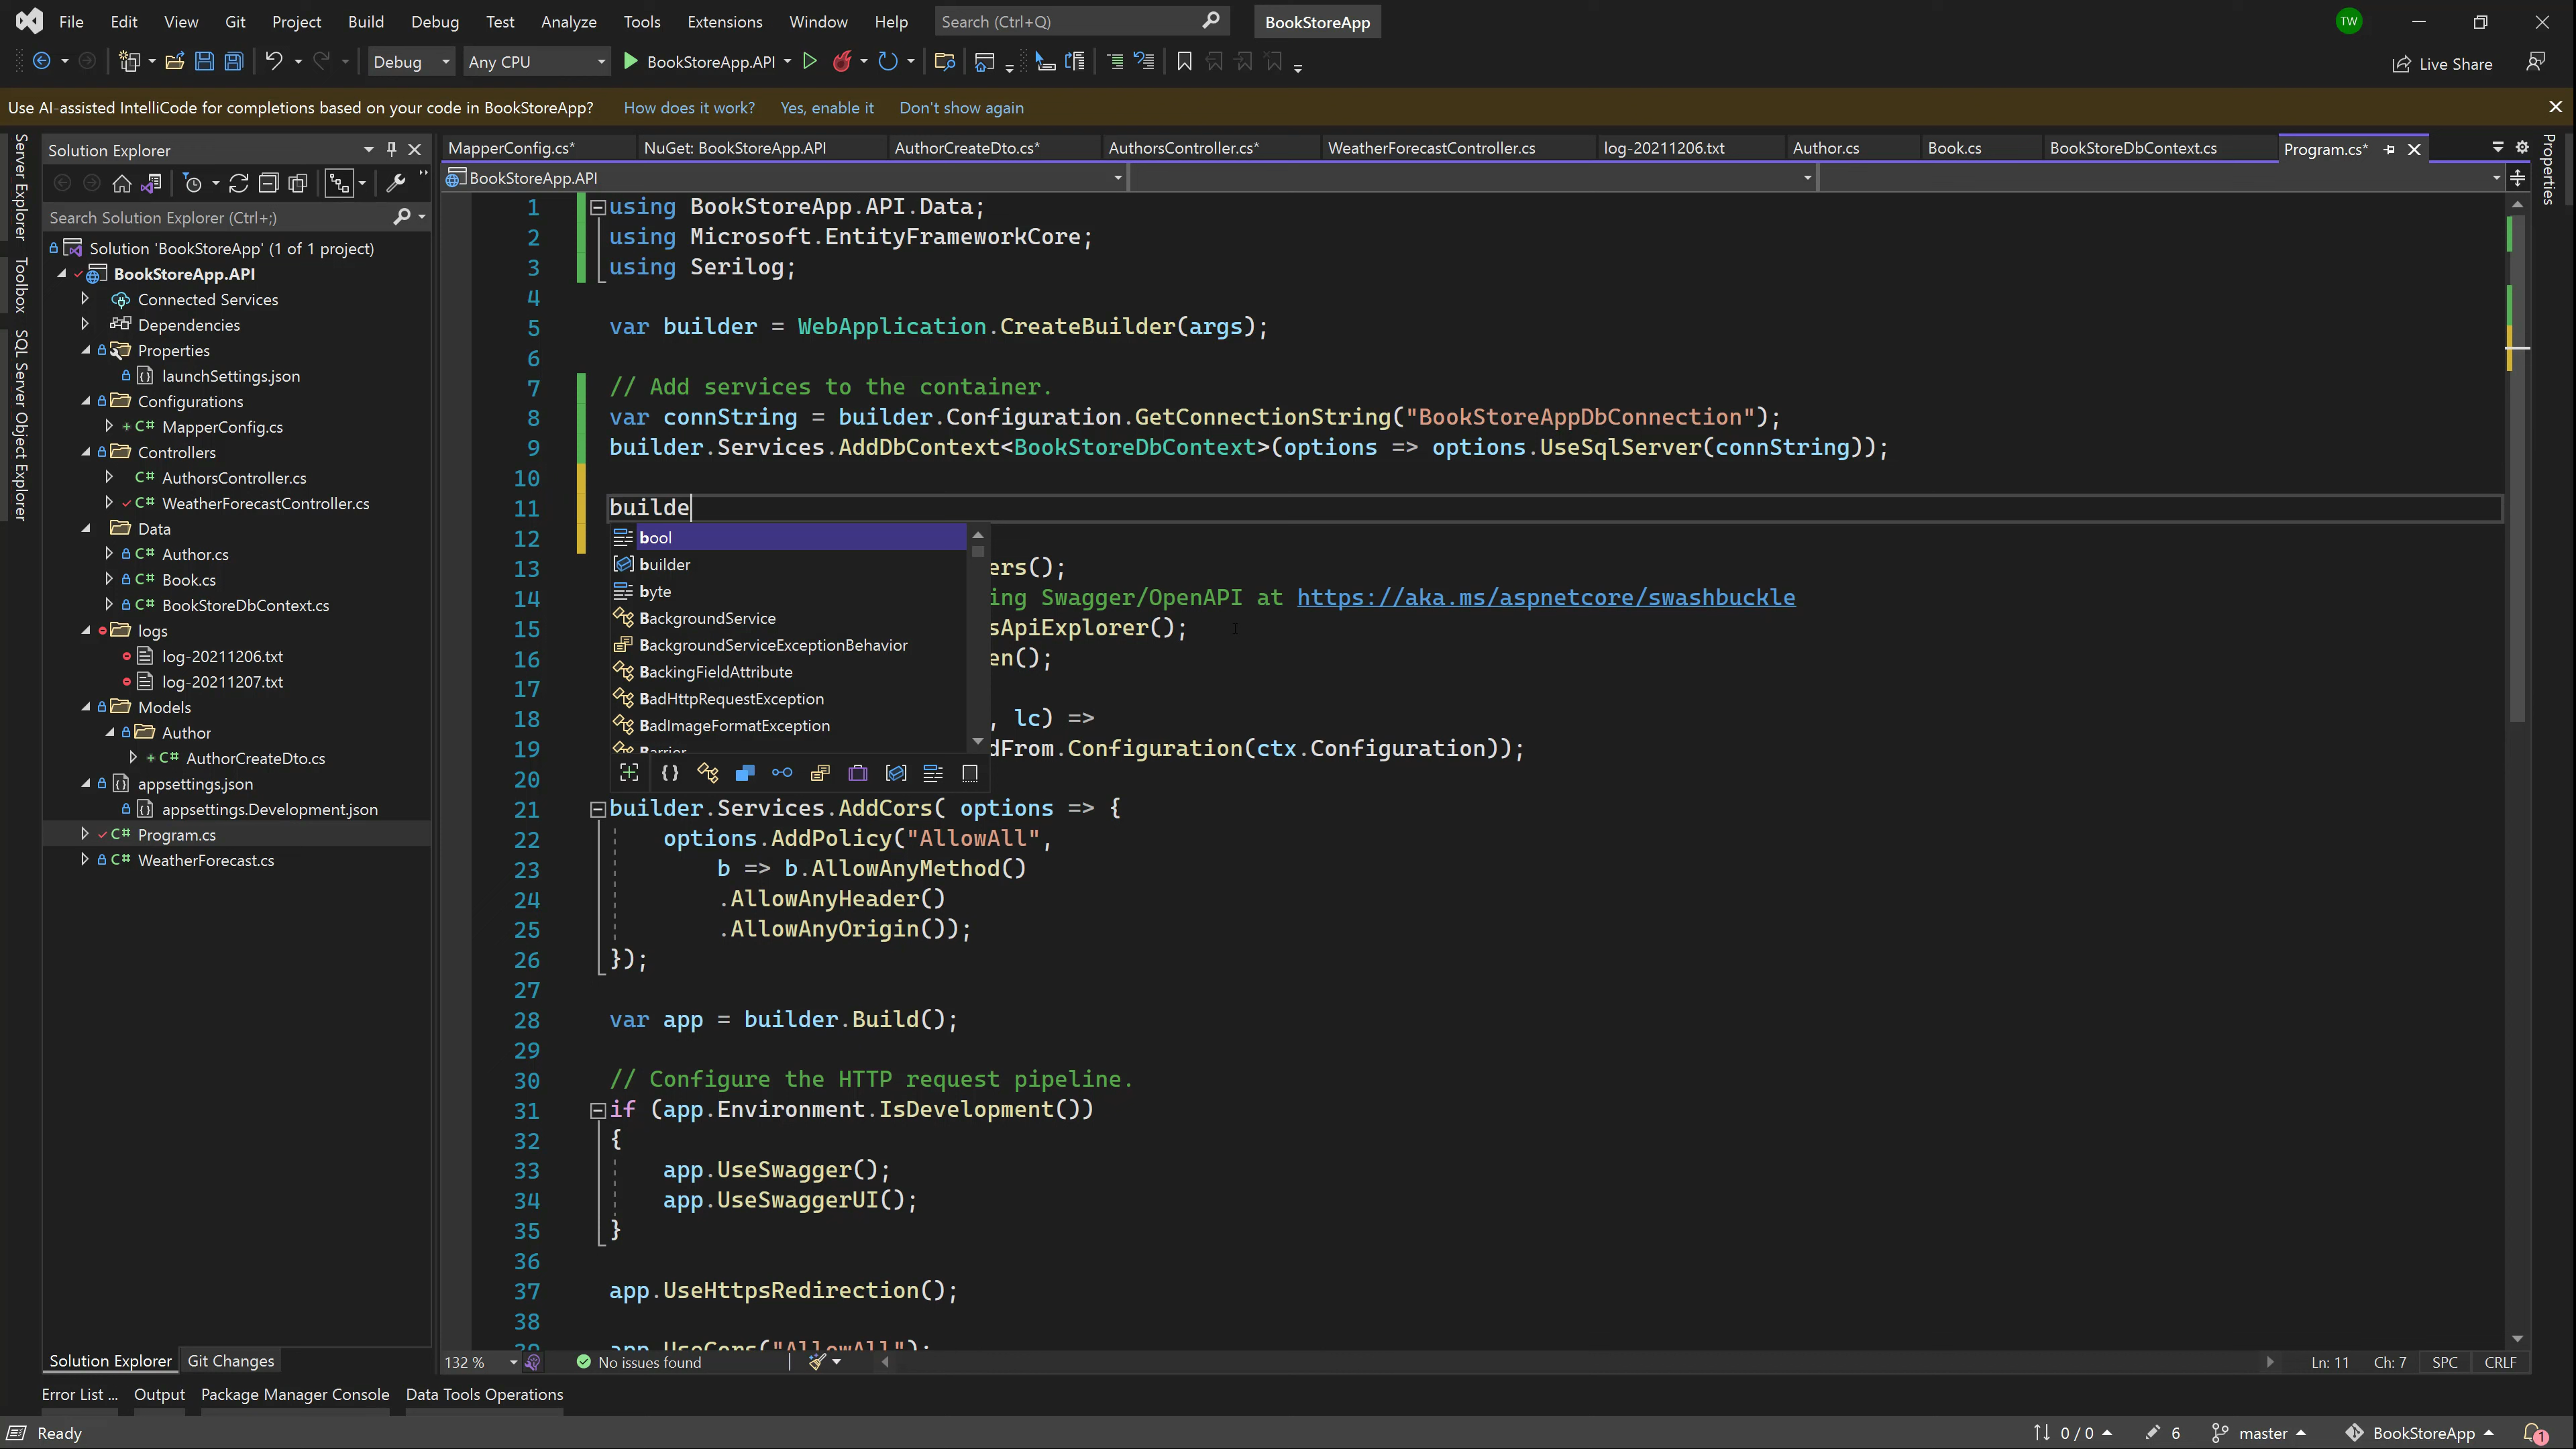 File Edit View Git Project Build Debug Test Analyze Tools Extensions Window Help Search (Ctrl+Q) BookStoreApp TW
Debug Any CPU BookStoreApp.API Live Share
Use AI-assisted IntelliCode for completions based on your code in BookStoreApp? How does it work? Yes, enable it Don't show again
Server Explorer
Toolbox
SQL Server Object Explorer
Solution Explorer
Search Solution Explorer (Ctrl+;)
Solution 'BookStoreApp' (1 of 1 project)
BookStoreApp.API
Connected Services
Dependencies
Properties
launchSettings.json
Configurations
C# MapperConfig.cs
Controllers
C# AuthorsController.cs
C# WeatherForecastController.cs
Data
C# Author.cs
C# Book.cs
C# BookStoreDbContext.cs
logs
log-20211206.txt
log-20211207.txt
Models
Author
C# AuthorCreateDto.cs
appsettings.json
appsettings.Development.json
C# Program.cs
C# WeatherForecast.cs
Solution Explorer Git Changes
MapperConfig.cs* NuGet: BookStoreApp.API AuthorCreateDto.cs* AuthorsController.cs* WeatherForecastController.cs log-20211206.txt Author.cs Book.cs BookStoreDbContext.cs Program.cs*
Properties
BookStoreApp.API
1 using BookStoreApp.API.Data;
2 using Microsoft.EntityFrameworkCore;
3 using Serilog;
4
5 var builder = WebApplication.CreateBuilder(args);
6
7 // Add services to the container.
8 var connString = builder.Configuration.GetConnectionString("BookStoreAppDbConnection");
9 builder.Services.AddDbContext<BookStoreDbContext>(options => options.UseSqlServer(connString));
10
11 builde
12
13 ers();
14 ing Swagger/OpenAPI at https://aka.ms/aspnetcore/swashbuckle
15 sApiExplorer();
16 en();
17
18 , lc) =>
19 dFrom.Configuration(ctx.Configuration));
20
21 builder.Services.AddCors( options => {
22 options.AddPolicy("AllowAll",
23 b => b.AllowAnyMethod()
24 .AllowAnyHeader()
25 .AllowAnyOrigin());
26 });
27
28 var app = builder.Build();
29
30 // Configure the HTTP request pipeline.
31 if (app.Environment.IsDevelopment())
32 {
33 app.UseSwagger();
34 app.UseSwaggerUI();
35 }
36
37 app.UseHttpsRedirection();
38
39 app.UseCors("AllowAll");
bool
builder
byte
BackgroundService
BackgroundServiceExceptionBehavior
BackingFieldAttribute
BadHttpRequestException
BadImageFormatException
Barrier
132 % No issues found Ln: 11 Ch: 7 SPC CRLF
Error List ... Output Package Manager Console Data Tools Operations
Ready 0 / 0 6 master BookStoreApp 1